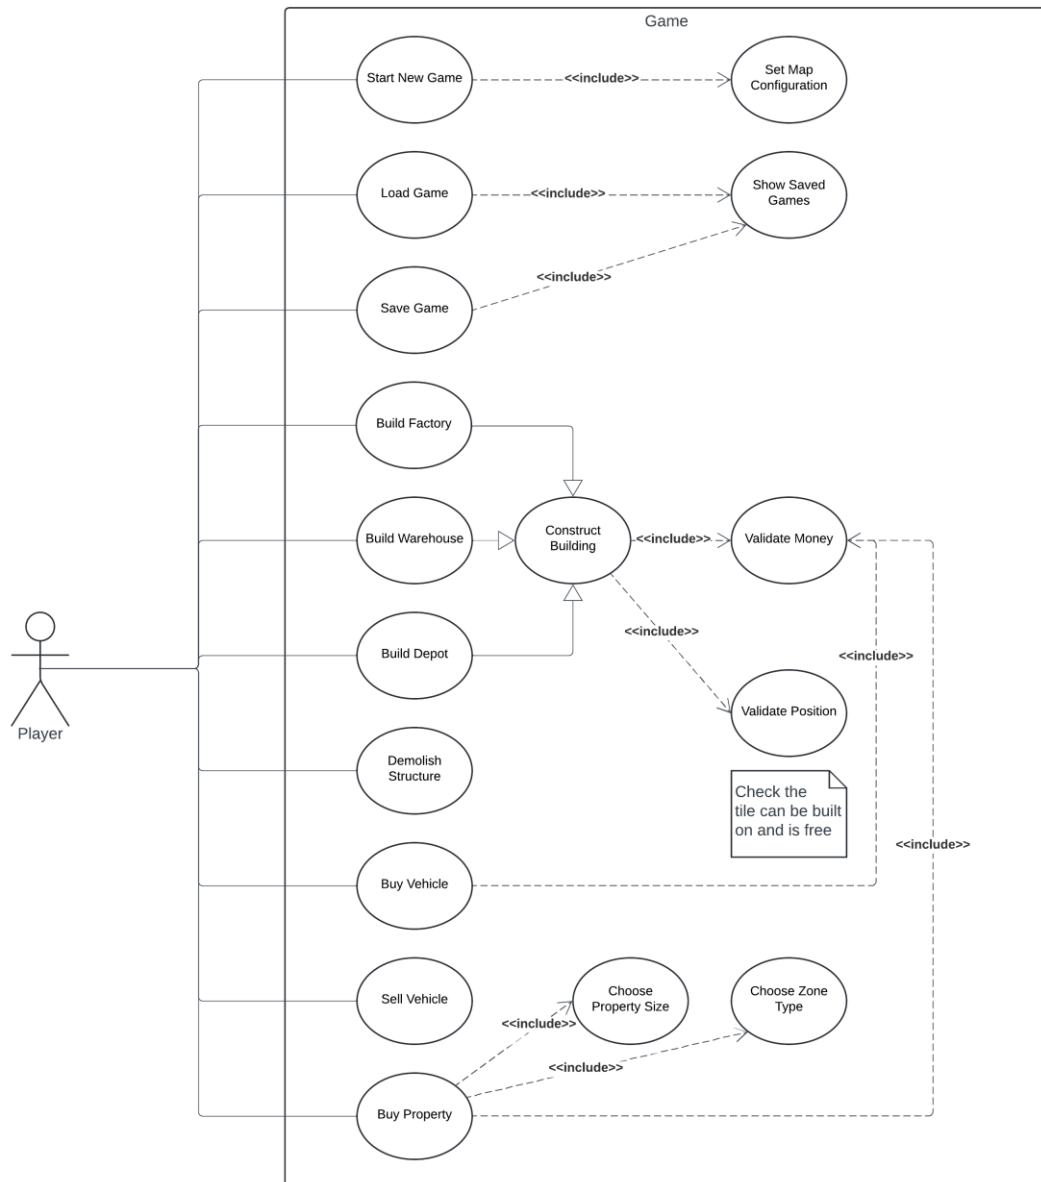 Game
Start New Game
<<include>>
Set Map
Configuration
Load Game
<<include>>
Show Saved
Games
<<include>>
Save Game
Build Factory
Build Warehouse
Construct
Building
<<include>>
Validate Money
Build Depot
<<include>>
<<include>>
Player
Validate Position
Demolish
Structure
Check the
tile can be built
on and is free
<<include>>
Buy Vehicle
Sell Vehicle
Choose
Property Size
Choose Zone
Type
<<include>>
<<include>>
Buy Property